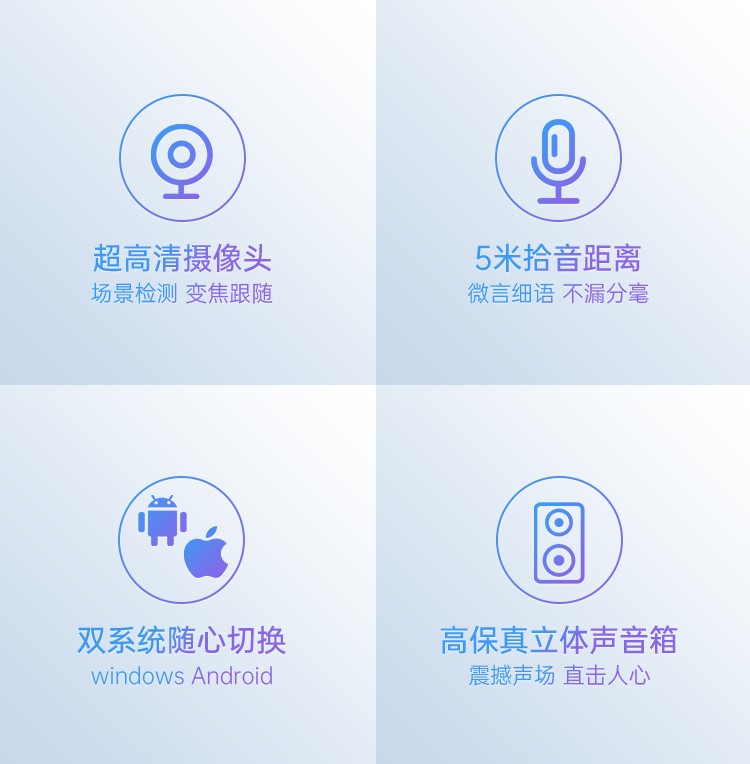 超高清摄像头
场景检测 变焦跟随
5米拾音距离
微言细语 不漏分毫
双系统随心切换
windows Android
高保真立体声音箱
震撼声场 直击人心